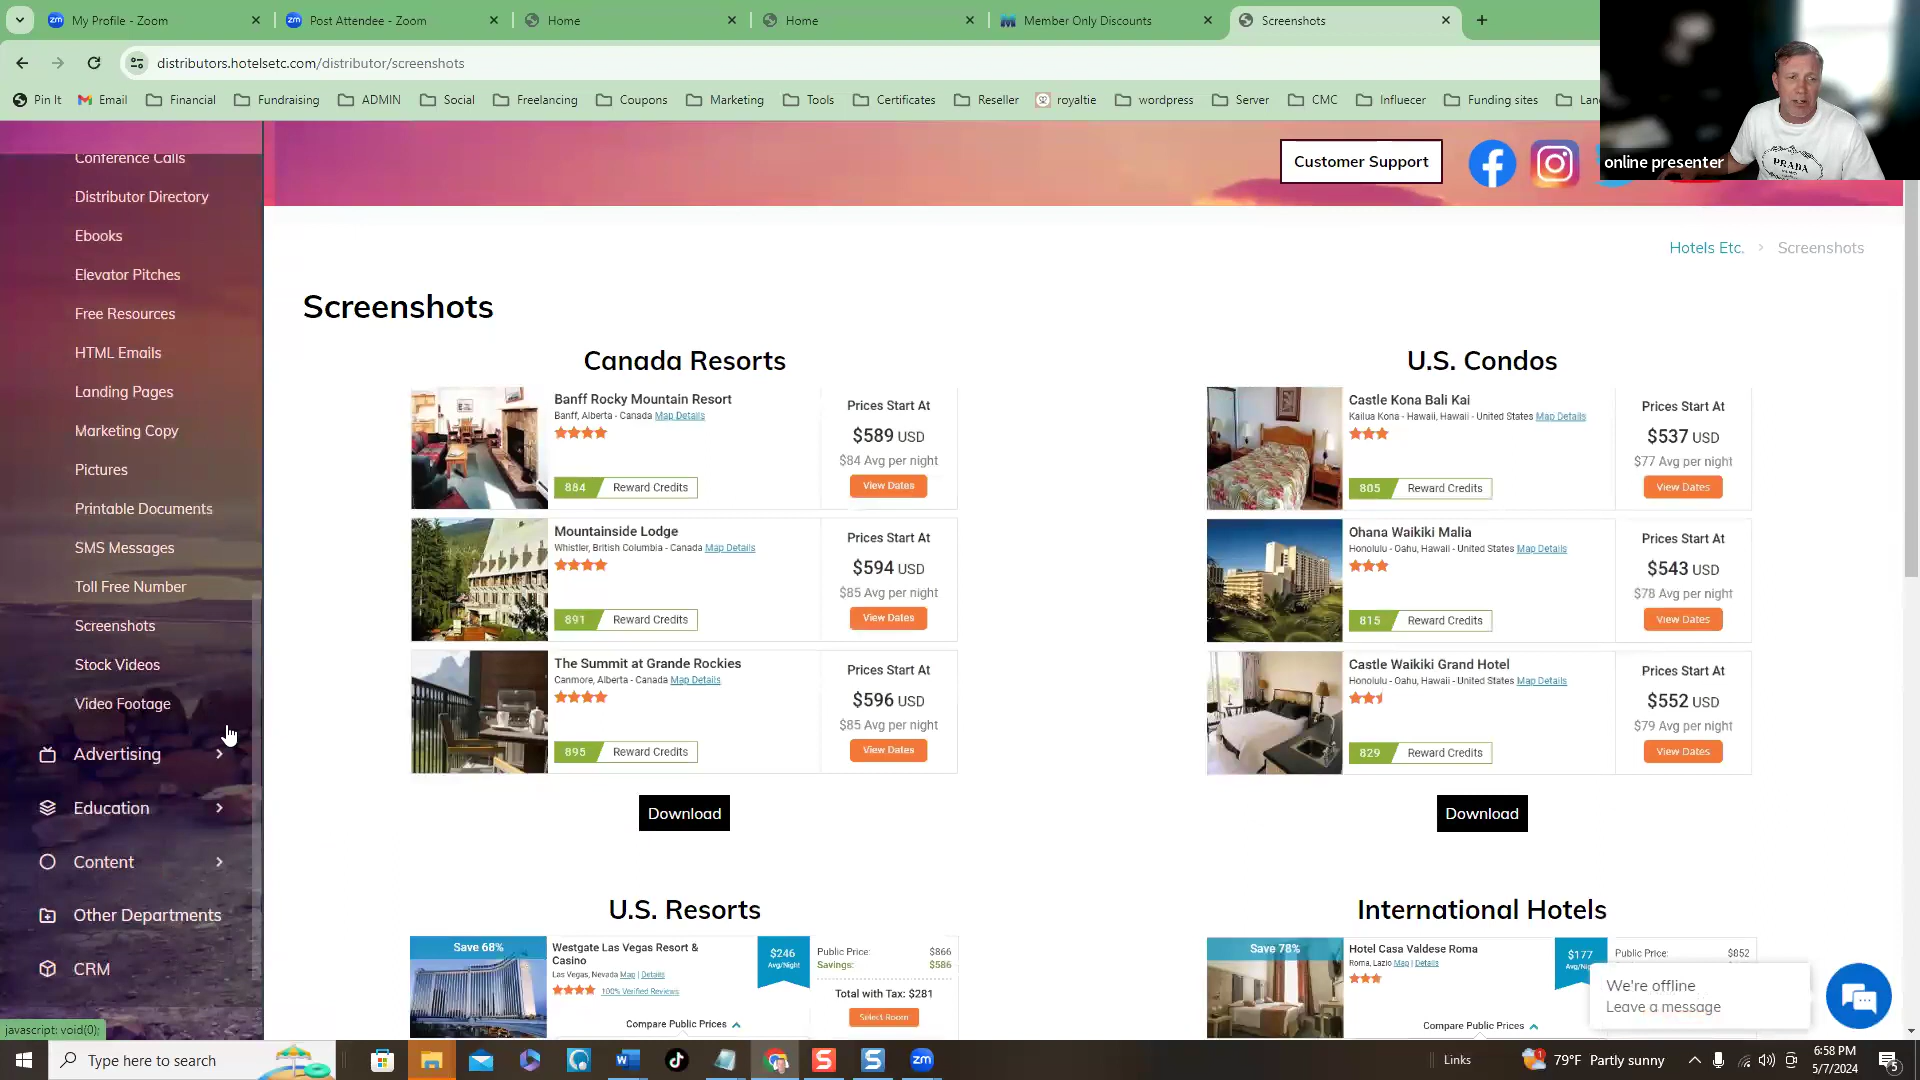 My Profile - Zoom
Post Attendee - Zoom
Home
Home
Member Only Discounts
Screenshots
distributors.hotelsetc.com/distributor/screenshots
Pin It
Email
Financial
Fundraising
ADMIN
Social
Freelancing
Coupons
Marketing
Tools
Certificates
Reseller
royaltie
wordpress
Server
CMC
Influecer
Funding sites
online presenter
PRADA
Customer Support
Conference Calls
Distributor Directory
Ebooks
Elevator Pitches
Free Resources
HTML Emails
Landing Pages
Marketing Copy
Pictures
Printable Documents
SMS Messages
Toll Free Number
Screenshots
Stock Videos
Video Footage
Advertising
Education
Content
Other Departments
CRM
javascript: void(0);
Hotels Etc. > Screenshots
Screenshots
Canada Resorts
Banff Rocky Mountain Resort
Banff, Alberta - Canada Map Details
884 Reward Credits
Prices Start At
$589 USD
$84 Avg per night
View Dates
Mountainside Lodge
Whistler, British Columbia - Canada Map Details
891 Reward Credits
Prices Start At
$594 USD
$85 Avg per night
View Dates
The Summit at Grande Rockies
Canmore, Alberta - Canada Map Details
895 Reward Credits
Prices Start At
$596 USD
$85 Avg per night
View Dates
Download
U.S. Condos
Castle Kona Bali Kai
Kailua Kona - Hawaii, Hawaii - United States Map Details
805 Reward Credits
Prices Start At
$537 USD
$77 Avg per night
View Dates
Ohana Waikiki Malia
Honolulu - Oahu, Hawaii - United States Map Details
815 Reward Credits
Prices Start At
$543 USD
$78 Avg per night
View Dates
Castle Waikiki Grand Hotel
Honolulu - Oahu, Hawaii - United States Map Details
829 Reward Credits
Prices Start At
$552 USD
$79 Avg per night
View Dates
Download
U.S. Resorts
Save 68%
Westgate Las Vegas Resort &
Casino
Las Vegas, Nevada Map | Details
100% Verified Reviews
$246
Avg/Night
Public Price: $866
Savings: $586
Total with Tax: $281
Select Room
Compare Public Prices
International Hotels
Save 78%
Hotel Casa Valdese Roma
Roma, Lazio Map | Details
$177
Public Price: $852
Compare Public Prices
We're offline
Leave a message
Type here to search
Links
79°F Partly sunny
6:58 PM
5/7/2024
5